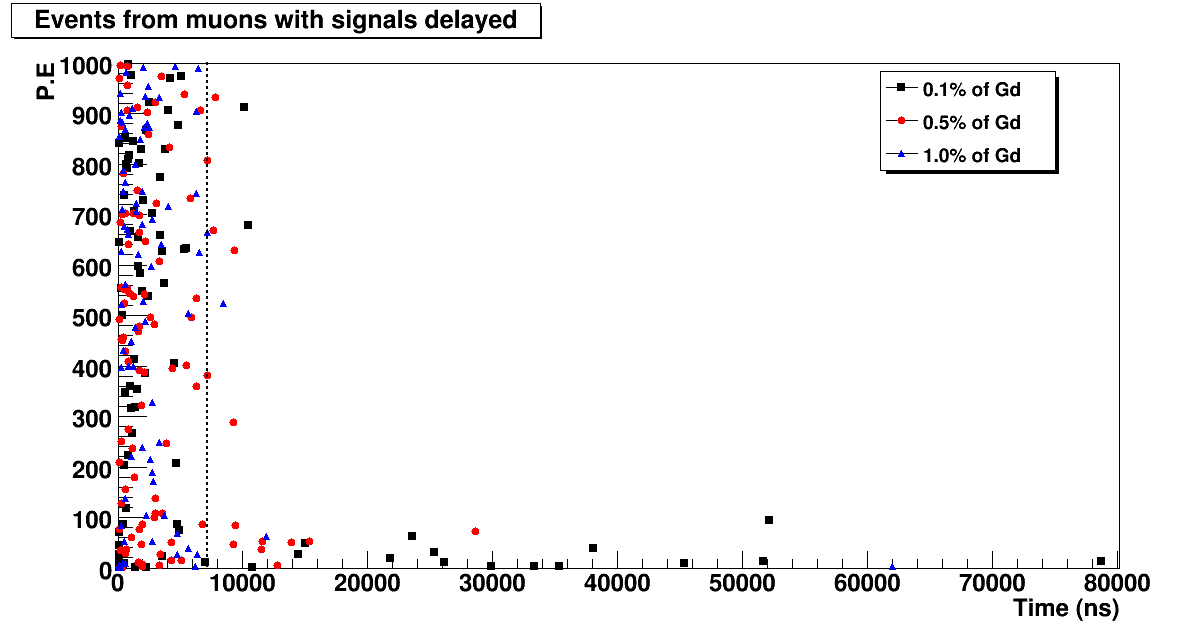 Events from muons with signals delayed
P.E
1000
900
800
700
600
500
400
300
200
100
0
0.1% of Gd
0.5% of Gd
1.0% of Gd
0 10000 20000 30000 40000 50000 60000 70000 80000
Time (ns)